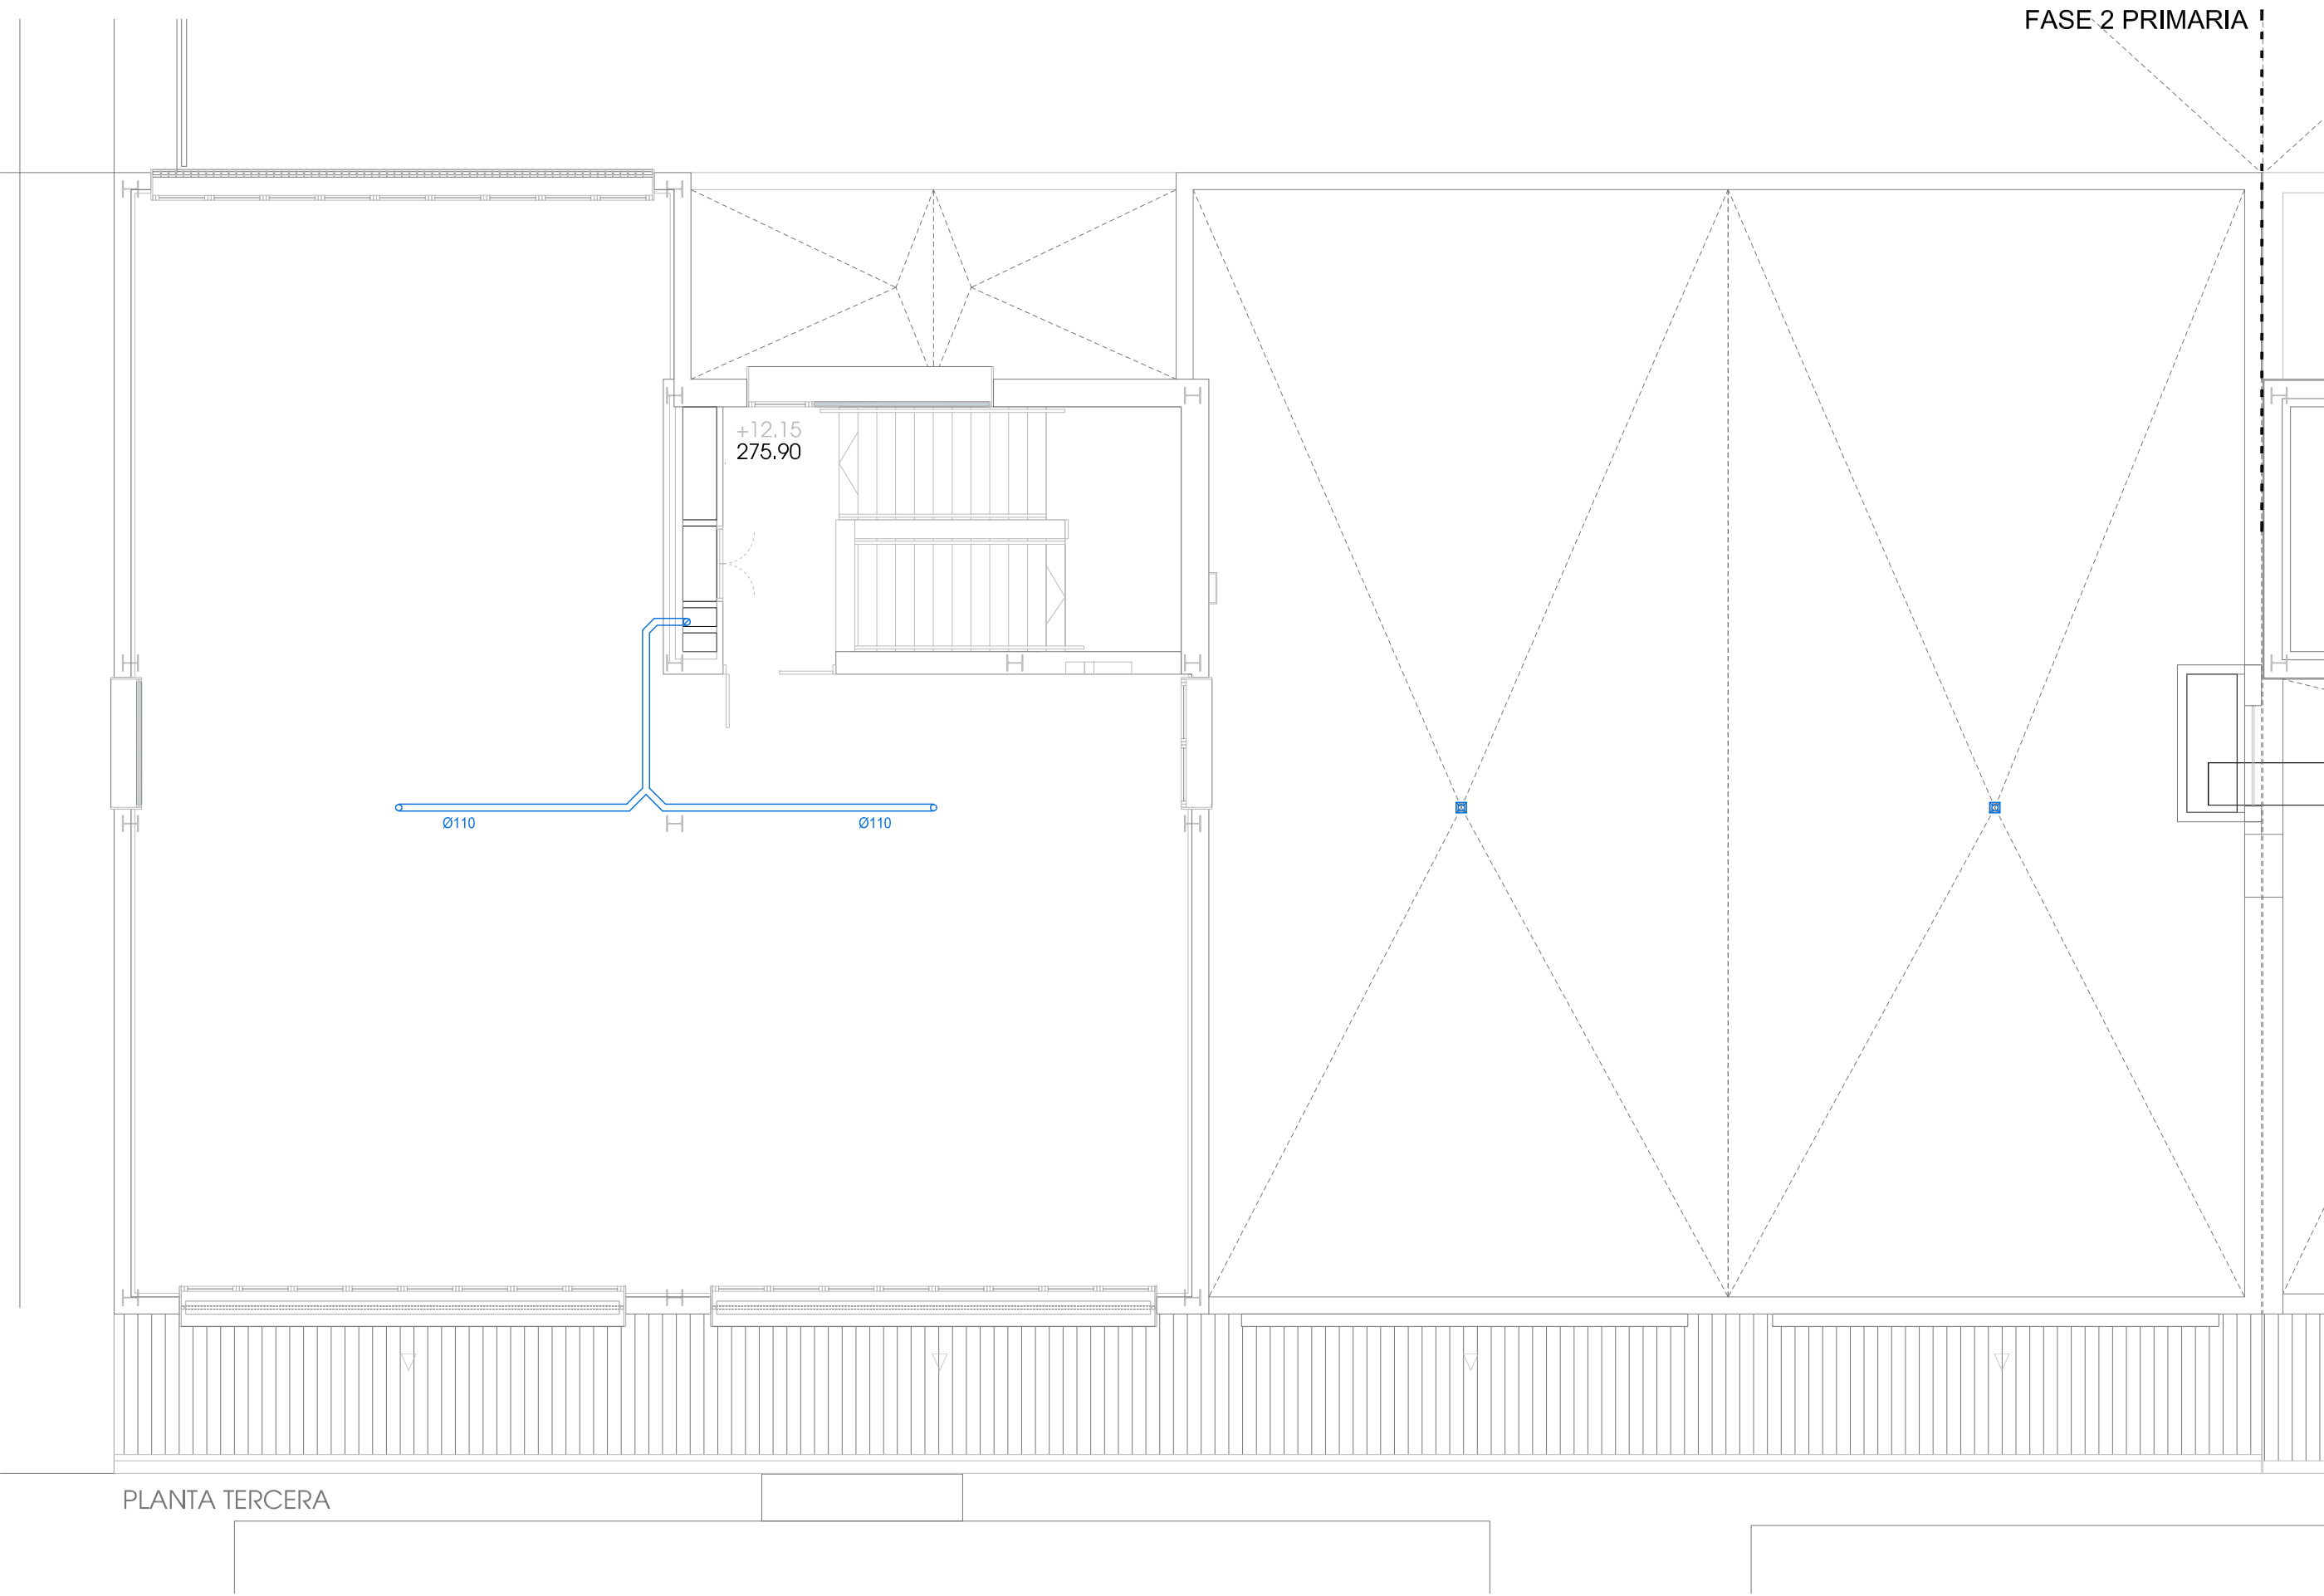 FASE 2 PRIMARIA
+12.15
275.90
Ø110
Ø110
PLANTA TERCERA